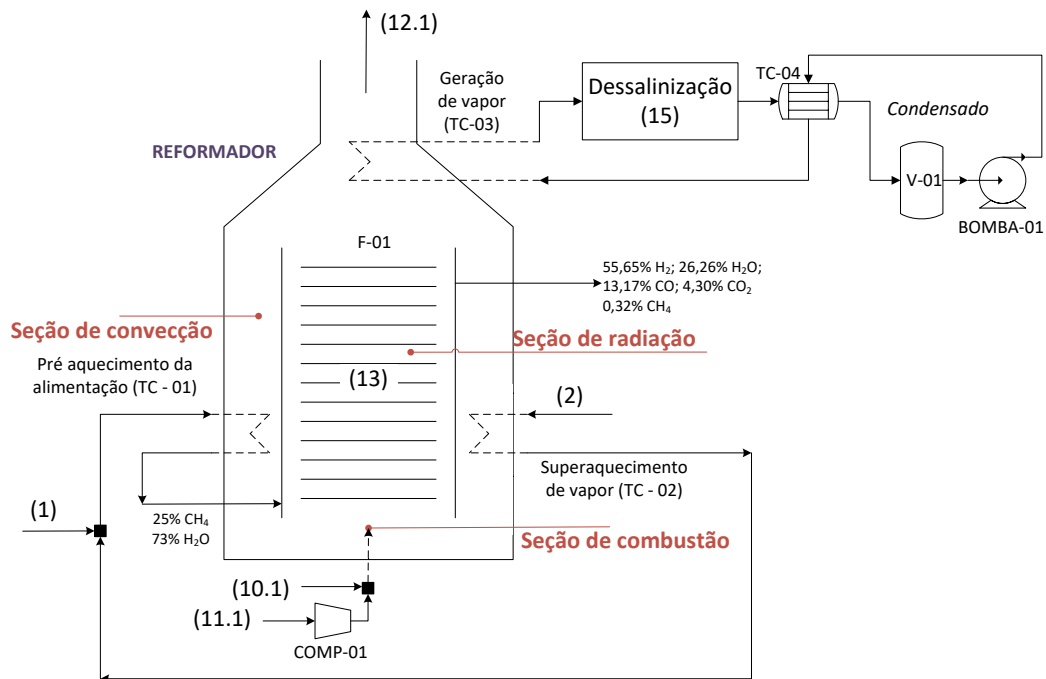 (12.1)
Geração
de vapor
(TC-03)
Dessalinização
(15)
TC-04
Condensado
V-01
BOMBA-01
REFORMADOR
F-01
55,65% H₂; 26,26% H₂O;
13,17% CO; 4,30% CO₂
0,32% CH₄
Seção de convecção
Seção de radiação
Pré aquecimento da
alimentação (TC - 01)
(13)
(2)
Superaquecimento
de vapor (TC - 02)
(1)
25% CH₄
73% H₂O
Seção de combustão
(10.1)
(11.1)
COMP-01